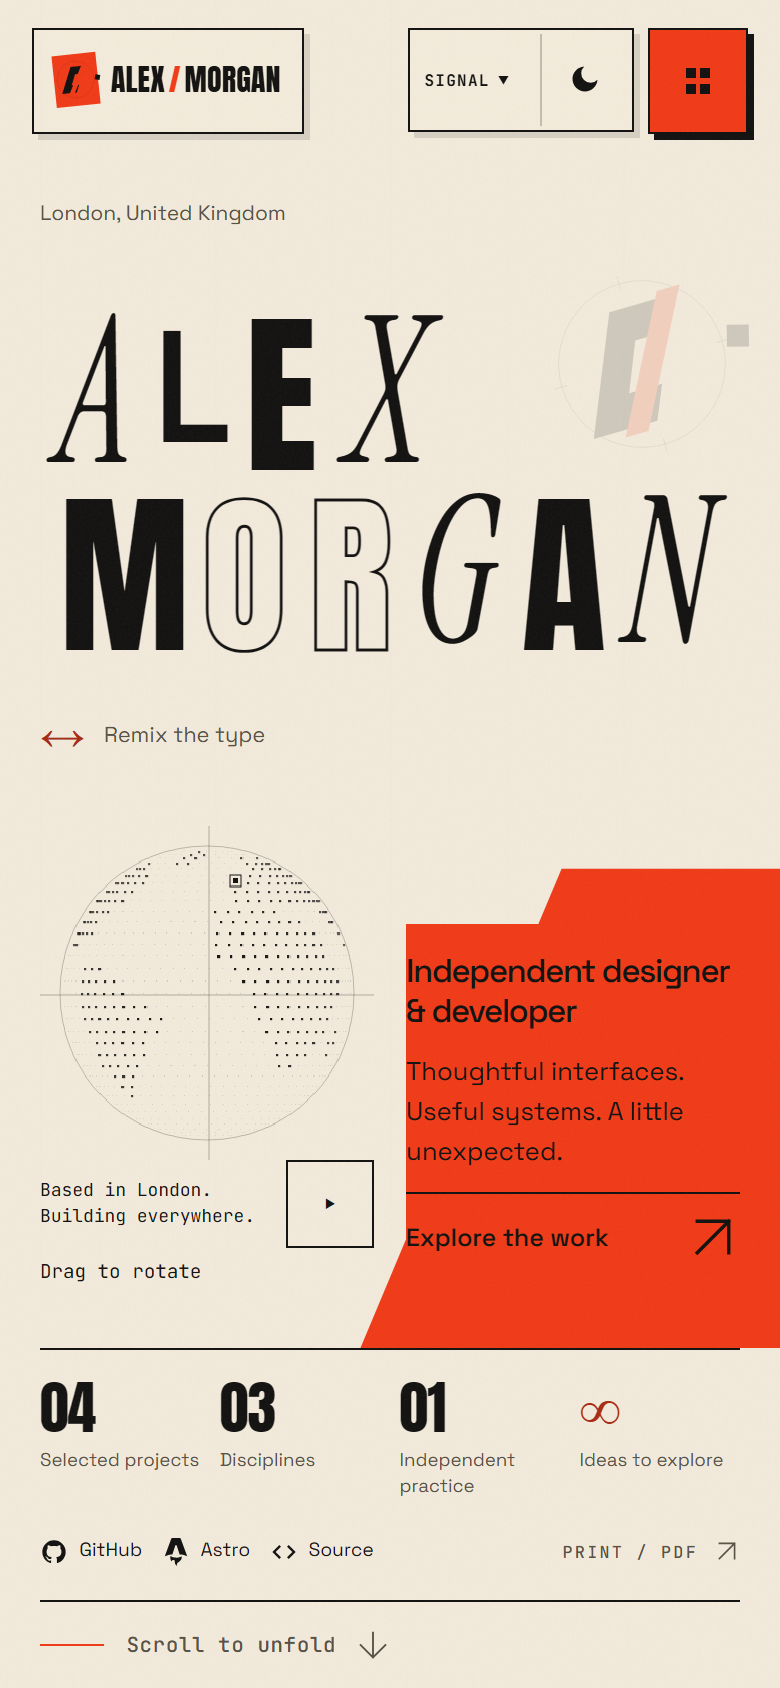 ALEX/MORGAN
SIGNAL ▼
London, United Kingdom
ALEX
MORGAN
↔ Remix the type
Independent designer
& developer
Thoughtful interfaces.
Useful systems. A little
unexpected.
Explore the work
Based in London.
Building everywhere.
Drag to rotate
04
Selected projects
03
Disciplines
01
Independent
practice
∞
Ideas to explore
GitHub
Astro
Source
PRINT / PDF
Scroll to unfold ↓